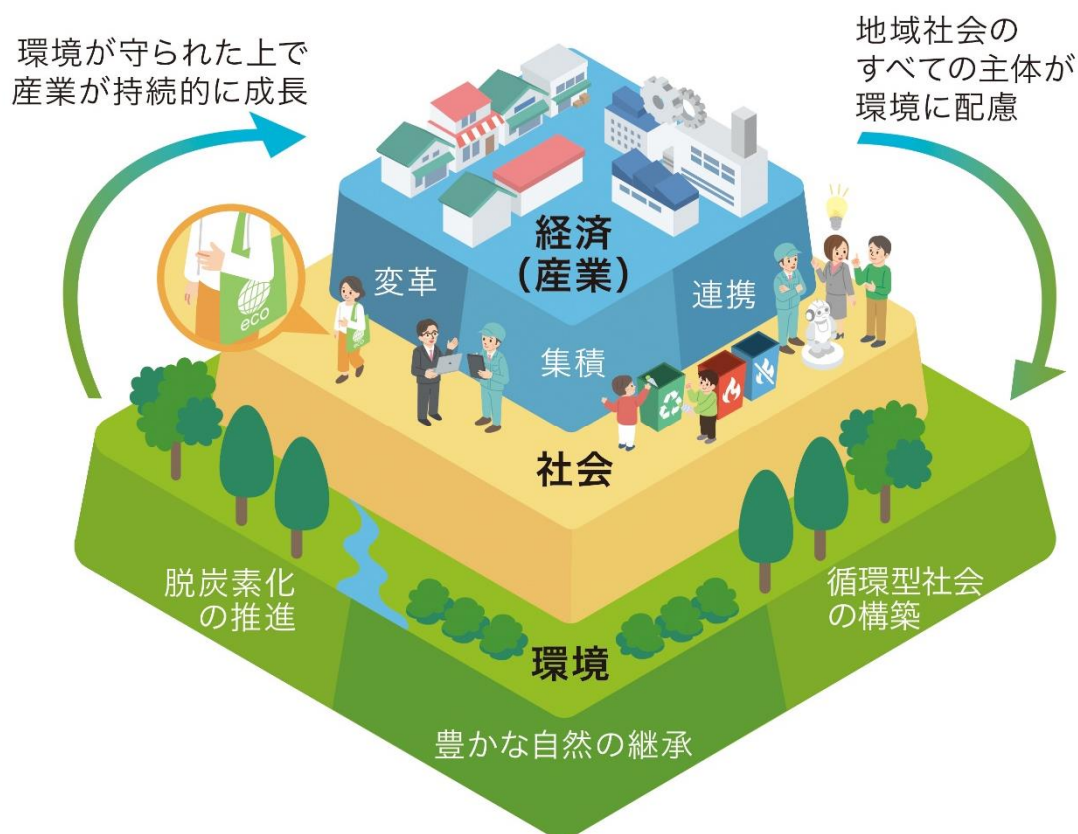 環境が守られた上で
産業が持続的に成長
地域社会の
すべての主体が
環境に配慮
経済
（産業）
変革
連携
集積
eco
eco
社会
脱炭素化
の推進
循環型社会
の構築
環境
豊かな自然の継承